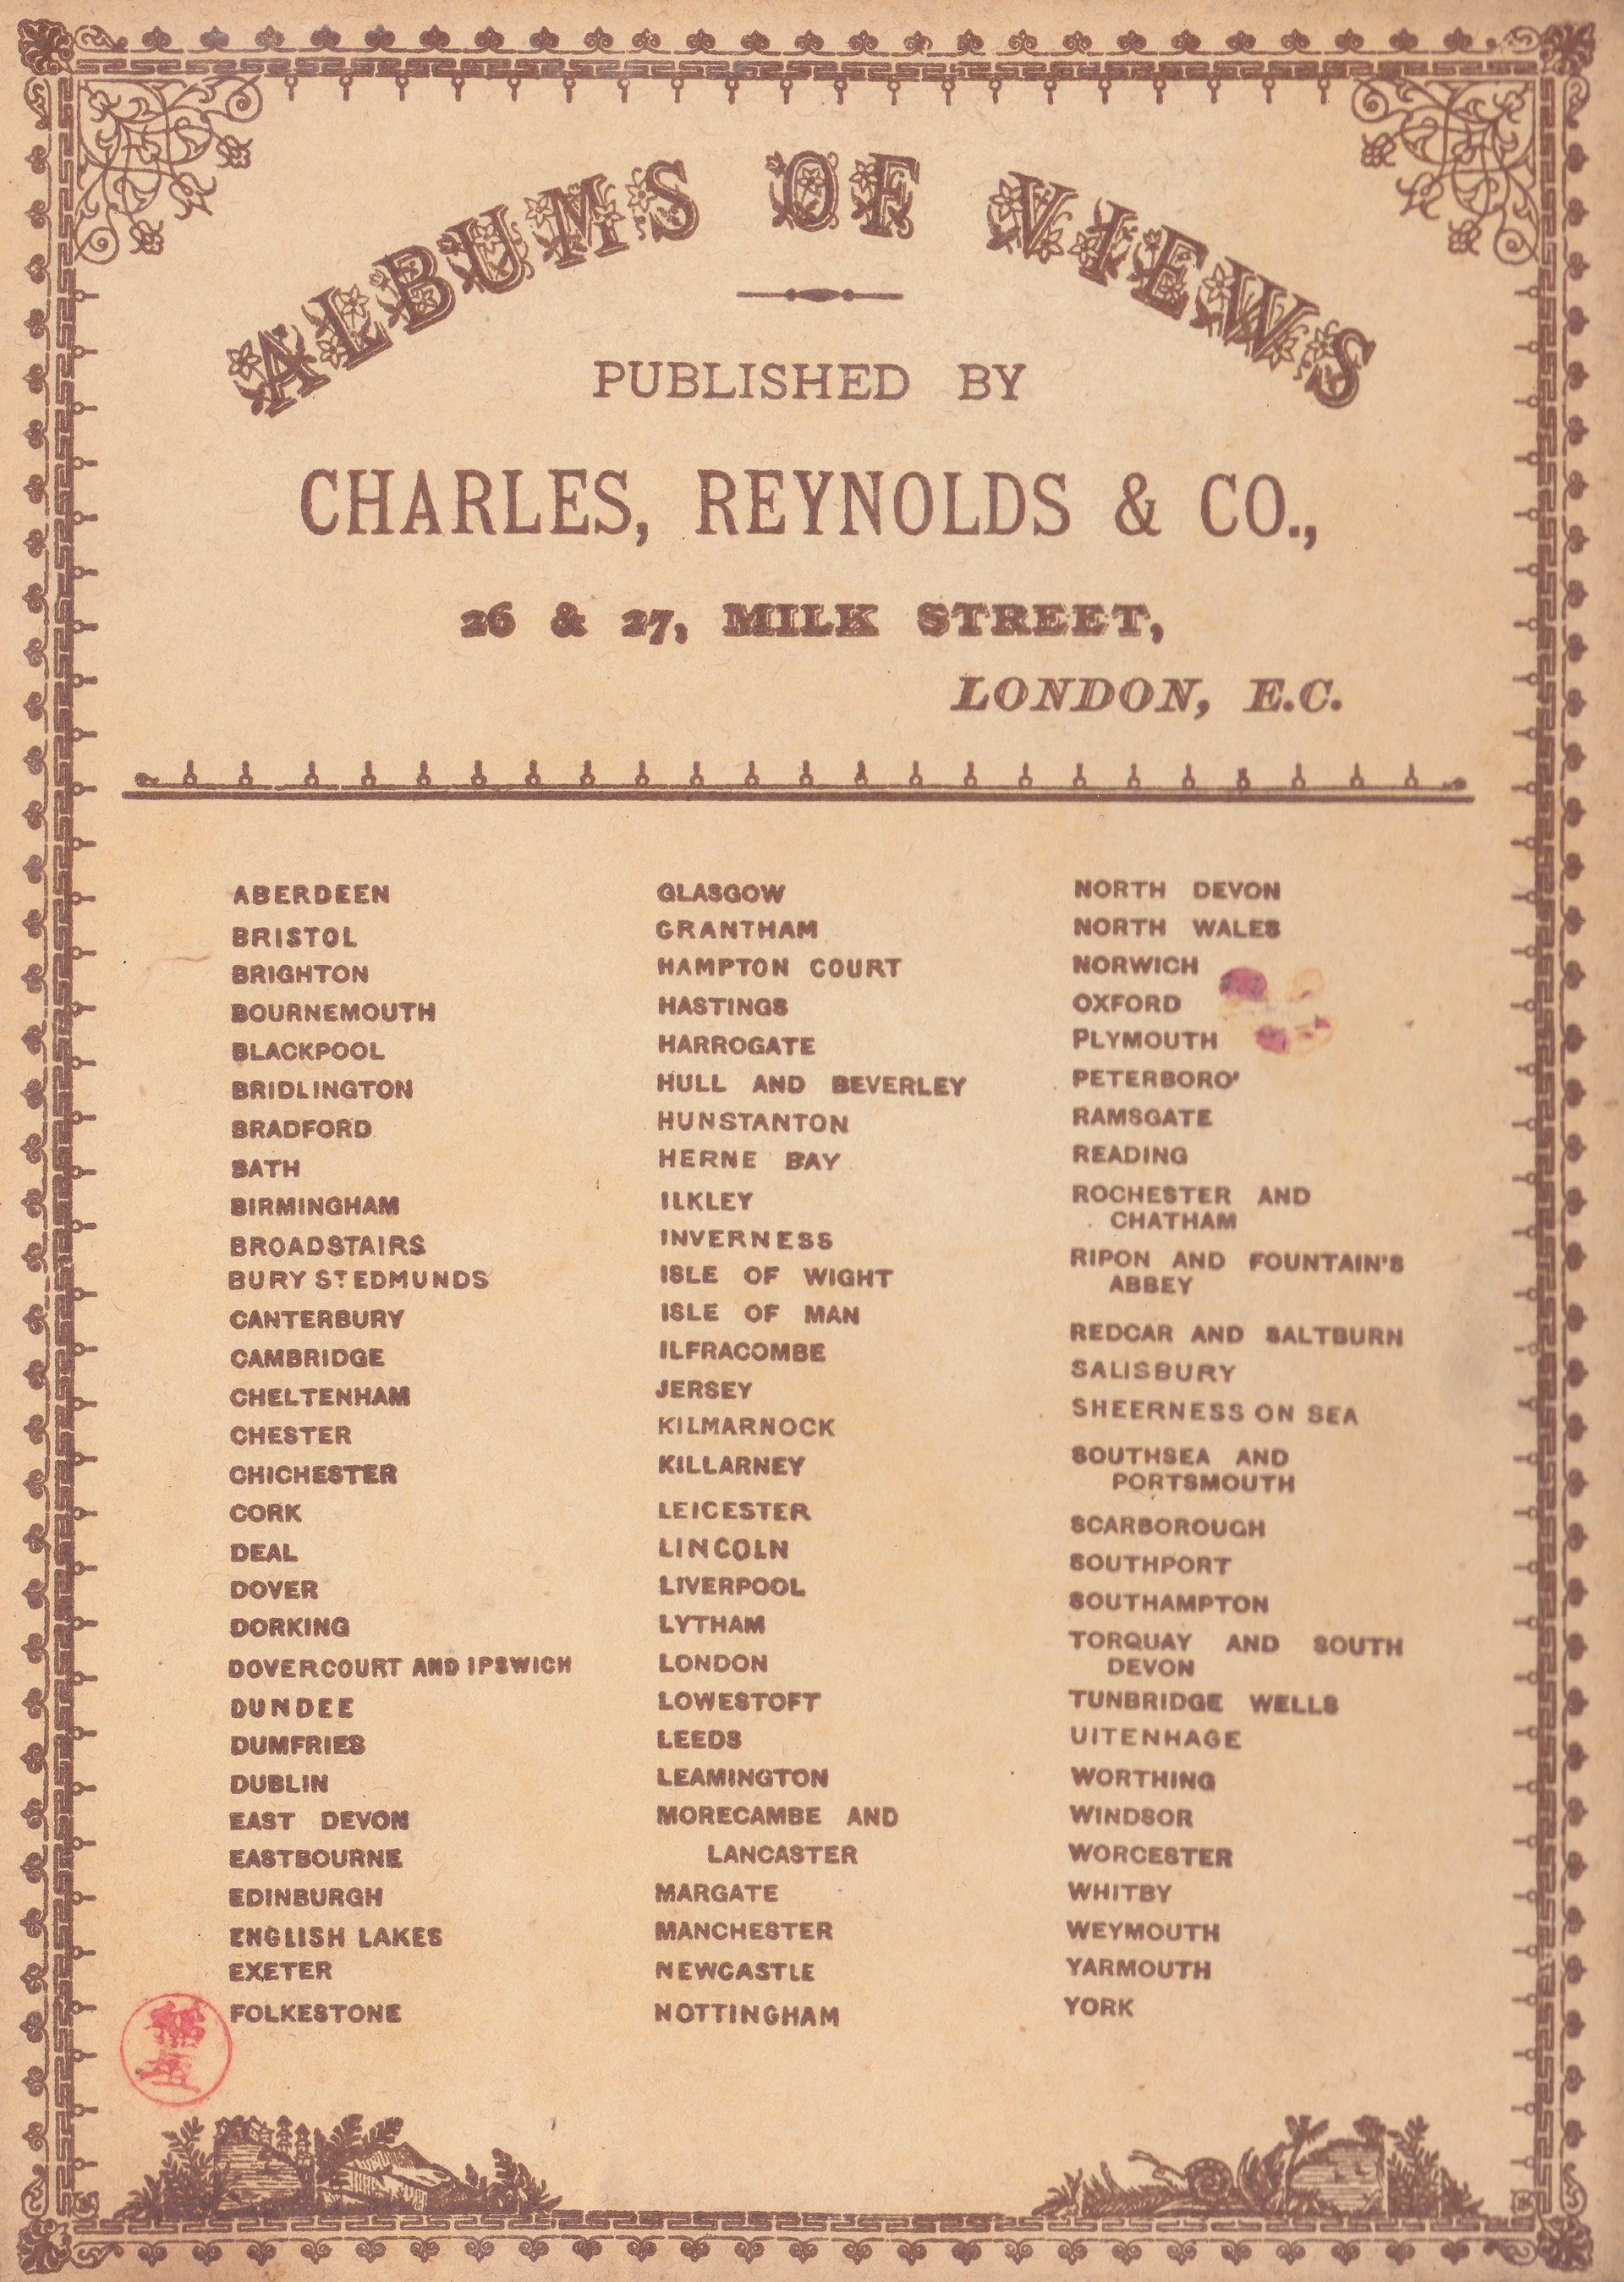 ALBUMS OF VIEWS
PUBLISHED BY
CHARLES, REYNOLDS & CO.,
26 & 27, MILK STREET,
LONDON, E.C.
ABERDEEN
BRISTOL
BRIGHTON
BOURNEMOUTH
BLACKPOOL
BRIDLINGTON
BRADFORD
BATH
BIRMINGHAM
BROADSTAIRS
BURY ST EDMUNDS
CANTERBURY
CAMBRIDGE
CHELTENHAM
CHESTER
CHICHESTER
CORK
DEAL
DOVER
DORKING
DOVERCOURT AND IPSWICH
DUNDEE
DUMFRIES
DUBLIN
EAST DEVON
EASTBOURNE
EDINBURGH
ENGLISH LAKES
EXETER
FOLKESTONE
GLASGOW
GRANTHAM
HAMPTON COURT
HASTINGS
HARROGATE
HULL AND BEVERLEY
HUNSTANTON
HERNE BAY
ILKLEY
INVERNESS
ISLE OF WIGHT
ISLE OF MAN
ILFRACOMBE
JERSEY
KILMARNOCK
KILLARNEY
LEICESTER
LINCOLN
LIVERPOOL
LYTHAM
LONDON
LOWESTOFT
LEEDS
LEAMINGTON
MORECAMBE AND
LANCASTER
MARGATE
MANCHESTER
NEWCASTLE
NOTTINGHAM
NORTH DEVON
NORTH WALES
NORWICH
OXFORD
PLYMOUTH
PETERBORO'
RAMSGATE
READING
ROCHESTER AND
CHATHAM
RIPON AND FOUNTAIN'S
ABBEY
REDCAR AND SALTBURN
SALISBURY
SHEERNESS ON SEA
SOUTHSEA AND
PORTSMOUTH
SCARBOROUGH
SOUTHPORT
SOUTHAMPTON
TORQUAY AND SOUTH
DEVON
TUNBRIDGE WELLS
UITENHAGE
WORTHING
WINDSOR
WORCESTER
WHITBY
WEYMOUTH
YARMOUTH
YORK